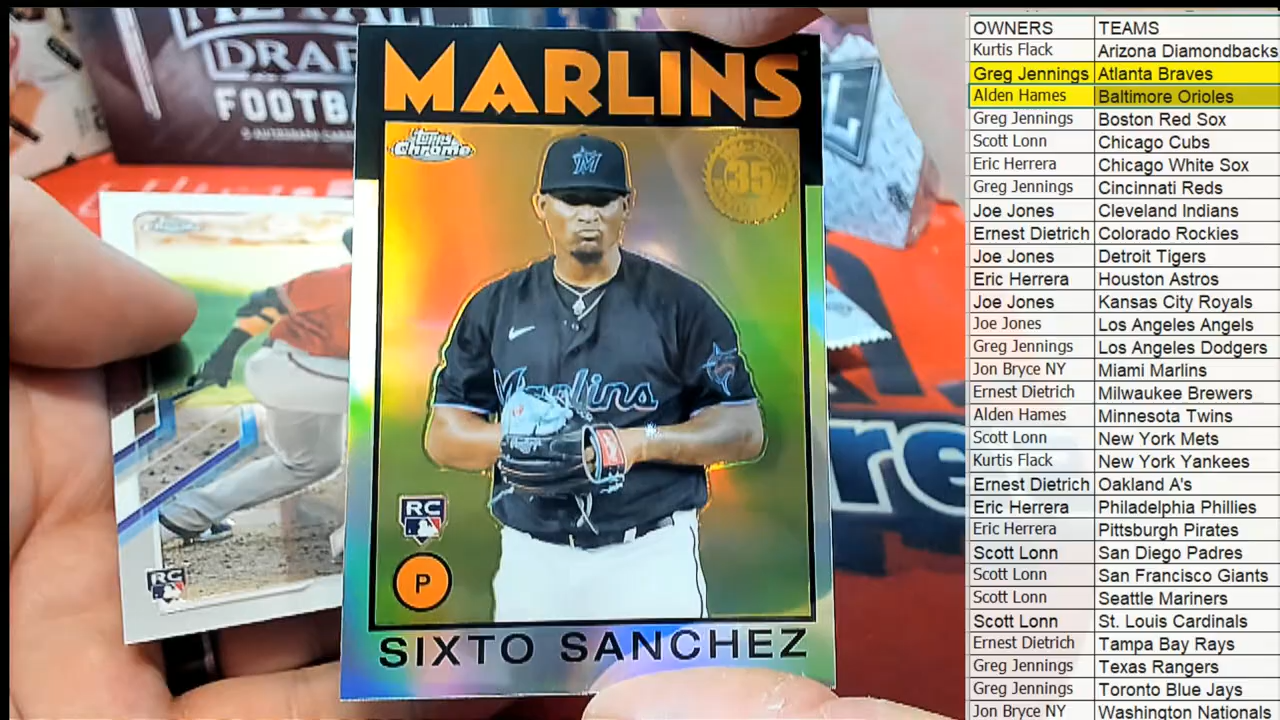 METAL
DRAFT
FOOTBA
MARLINS
Topps
Chrome
35
Marlins
RC
P
SIXTO SANCHEZ
RC
re
OWNERS TEAMS
Kurtis Flack Arizona Diamondbacks
Greg Jennings Atlanta Braves
Alden Hames Baltimore Orioles
Greg Jennings Boston Red Sox
Scott Lonn Chicago Cubs
Eric Herrera Chicago White Sox
Greg Jennings Cincinnati Reds
Joe Jones Cleveland Indians
Ernest Dietrich Colorado Rockies
Joe Jones Detroit Tigers
Eric Herrera Houston Astros
Joe Jones Kansas City Royals
Joe Jones Los Angeles Angels
Greg Jennings Los Angeles Dodgers
Jon Bryce NY Miami Marlins
Ernest Dietrich Milwaukee Brewers
Alden Hames Minnesota Twins
Scott Lonn New York Mets
Kurtis Flack New York Yankees
Ernest Dietrich Oakland A's
Eric Herrera Philadelphia Phillies
Eric Herrera Pittsburgh Pirates
Scott Lonn San Diego Padres
Scott Lonn San Francisco Giants
Scott Lonn Seattle Mariners
Scott Lonn St. Louis Cardinals
Ernest Dietrich Tampa Bay Rays
Greg Jennings Texas Rangers
Greg Jennings Toronto Blue Jays
Jon Bryce NY Washington Nationals